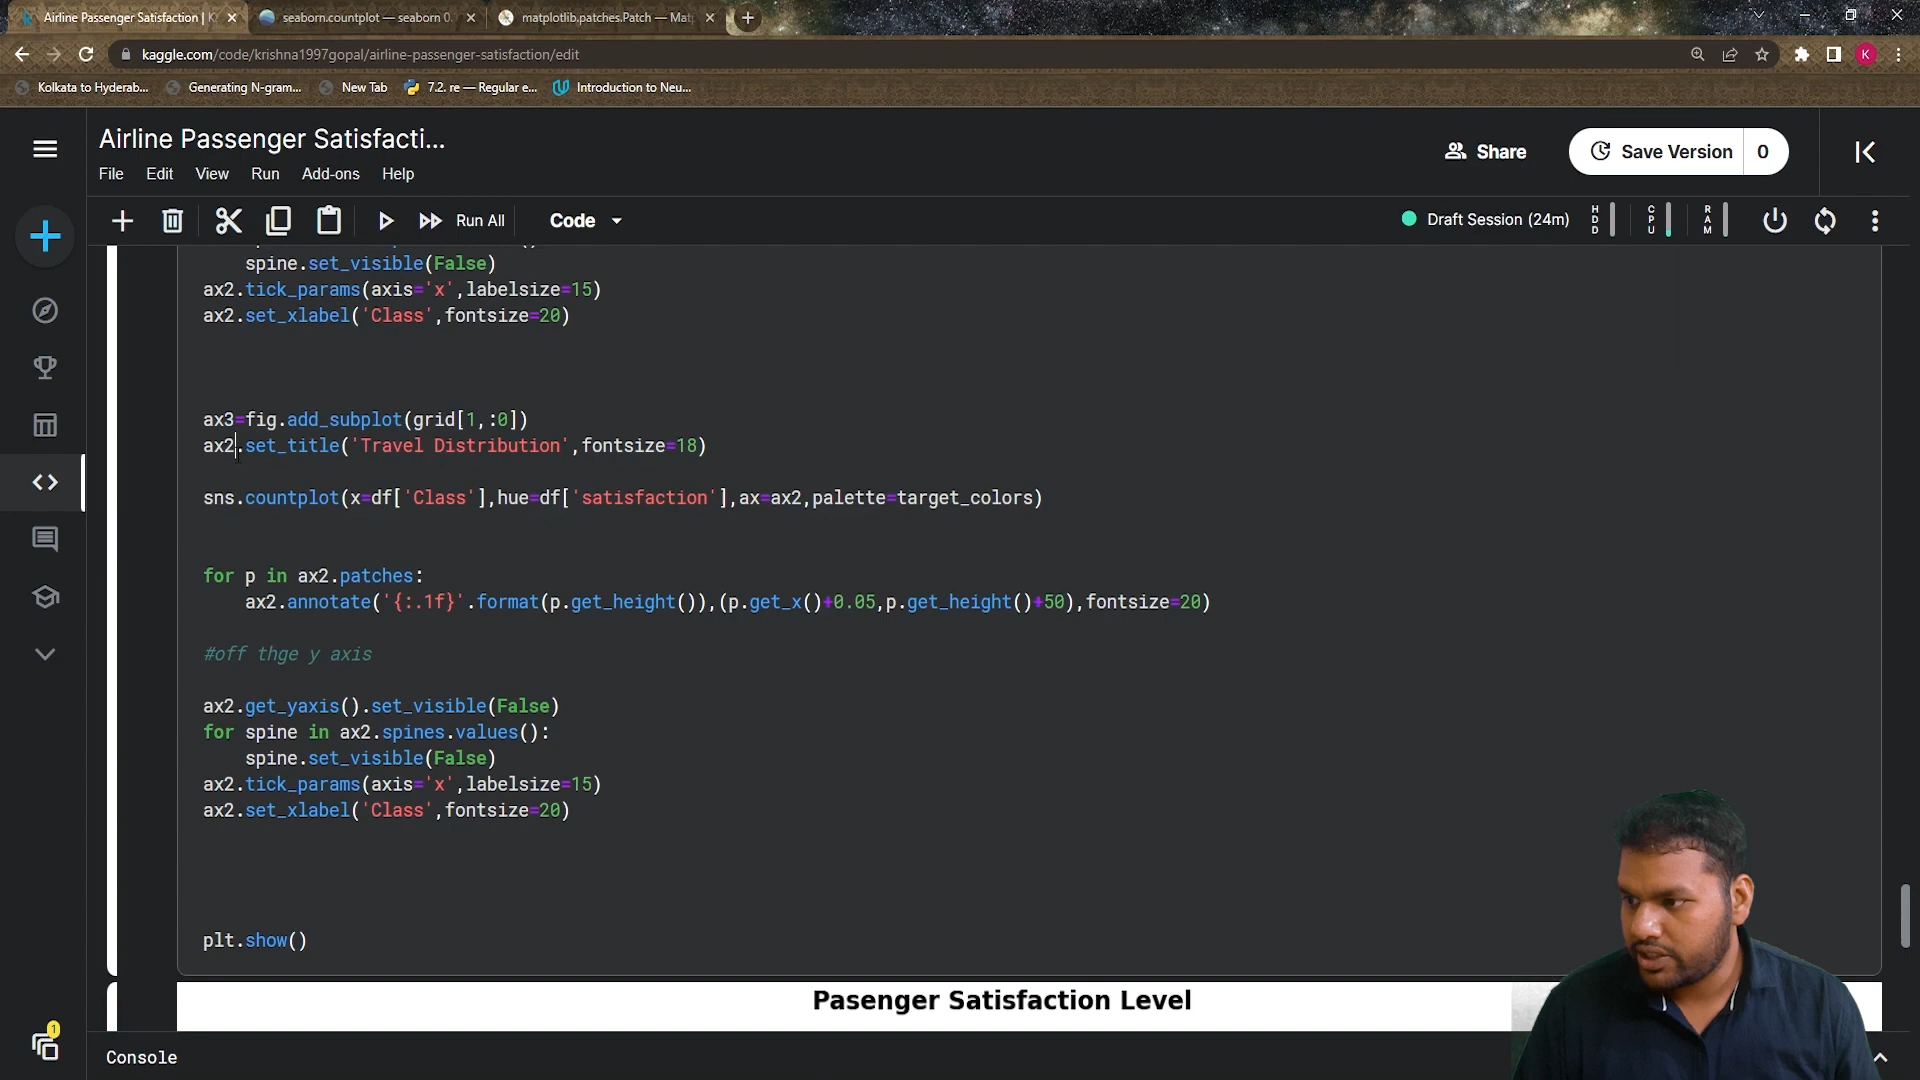 Airline Passenger Satisfaction | K
seaborn.countplot — seaborn 0.
matplotlib.patches.Patch — Mat
kaggle.com/code/krishna1997gopal/airline-passenger-satisfaction/edit
K
Kolkata to Hyderab...
Generating N-gram...
New Tab
7.2. re — Regular e...
Introduction to Neu...
Airline Passenger Satisfacti...
Share
Save Version 0
File Edit View Run Add-ons Help
Run All
Code
Draft Session (24m)
HDD
CPU
RAM
spine.set_visible(False)
ax2.tick_params(axis='x',labelsize=15)
ax2.set_xlabel('Class',fontsize=20)
ax3=fig.add_subplot(grid[1,:0])
ax2.set_title('Travel Distribution',fontsize=18)
sns.countplot(x=df['Class'],hue=df['satisfaction'],ax=ax2,palette=target_colors)
for p in ax2.patches:
ax2.annotate('{:.1f}'.format(p.get_height()),(p.get_x()+0.05,p.get_height()+50),fontsize=20)
#off thge y axis
ax2.get_yaxis().set_visible(False)
for spine in ax2.spines.values():
spine.set_visible(False)
ax2.tick_params(axis='x',labelsize=15)
ax2.set_xlabel('Class',fontsize=20)
plt.show()
Pasenger Satisfaction Level
1
Console